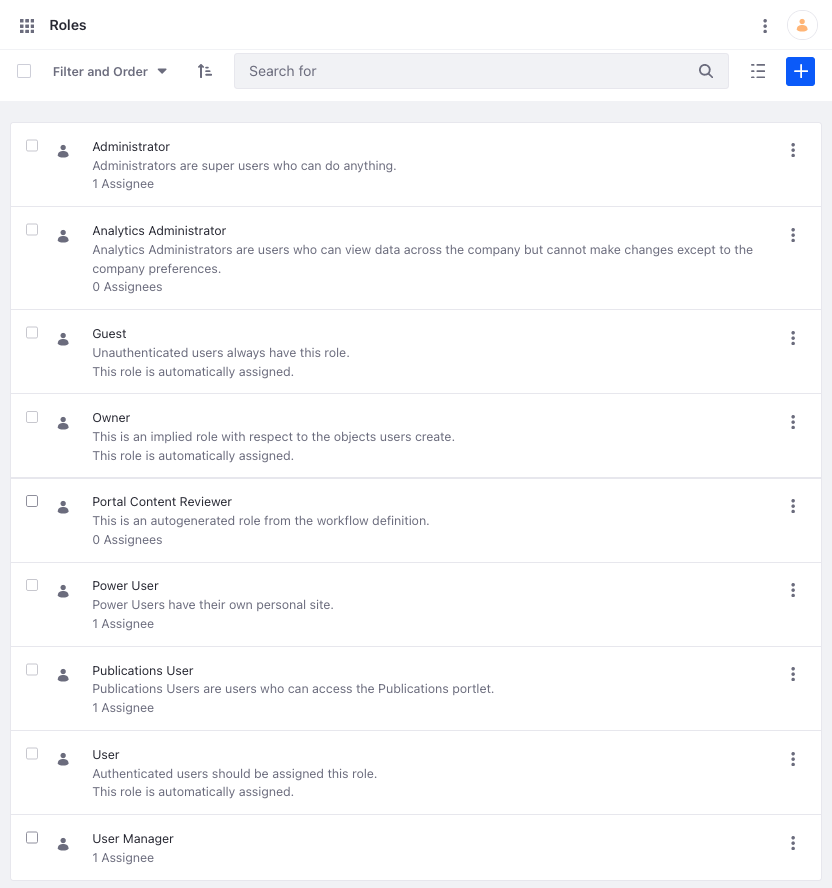 Roles
Filter and Order
Search for
Administrator
Administrators are super users who can do anything.
1 Assignee
Analytics Administrator
Analytics Administrators are users who can view data across the company but cannot make changes except to the
company preferences.
0 Assignees
Guest
Unauthenticated users always have this role.
This role is automatically assigned.
Owner
This is an implied role with respect to the objects users create.
This role is automatically assigned.
Portal Content Reviewer
This is an autogenerated role from the workflow definition.
0 Assignees
Power User
Power Users have their own personal site.
1 Assignee
Publications User
Publications Users are users who can access the Publications portlet.
1 Assignee
User
Authenticated users should be assigned this role.
This role is automatically assigned.
User Manager
1 Assignee